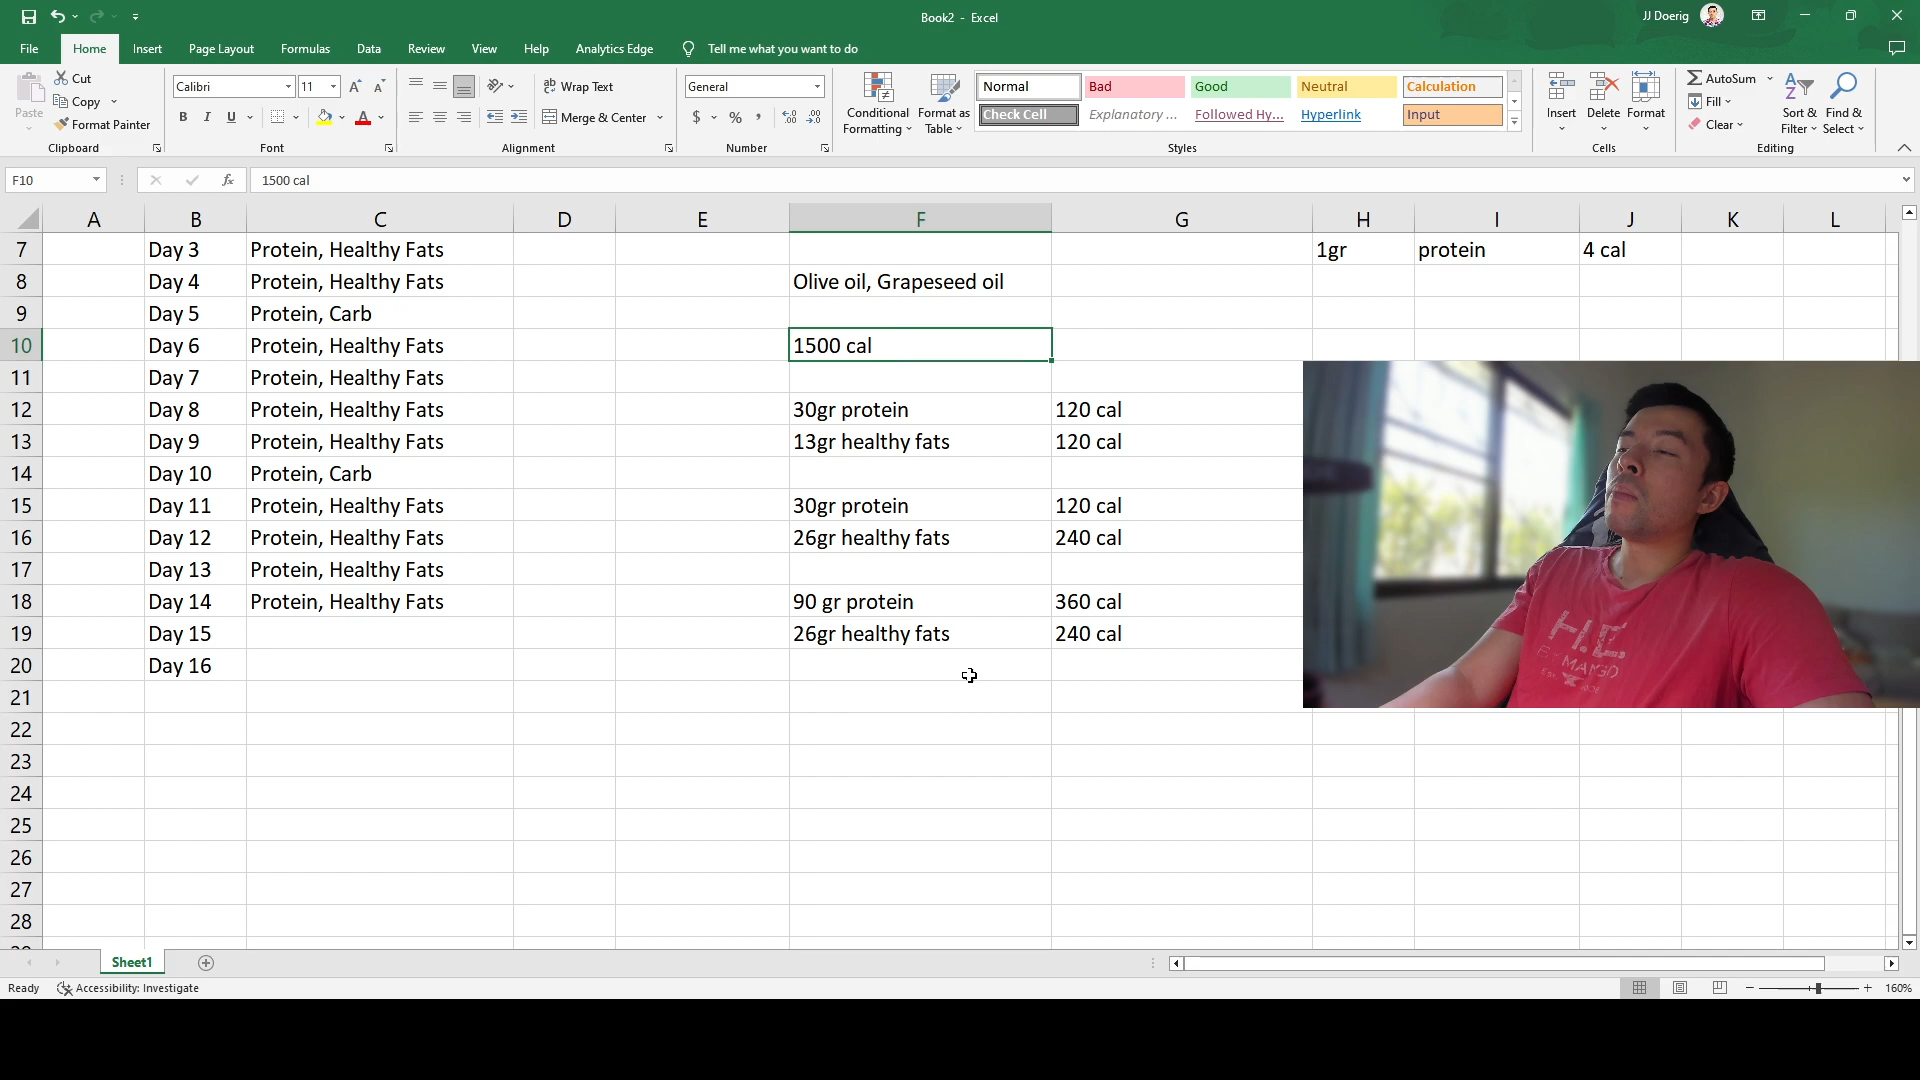 Book2 - Excel
JJ Doerig
File Home Insert Page Layout Formulas Data Review View Help Analytics Edge Tell me what you want to do
Paste
Cut
Copy
Format Painter
Clipboard
Calibri 11
B I U
Font
Wrap Text
Merge & Center
Alignment
General
$ % ,
Number
Conditional Formatting
Format as Table
Normal Bad Good Neutral Calculation
Check Cell Explanatory ... Followed Hy... Hyperlink Input
Styles
Insert Delete Format
Cells
AutoSum
Fill
Clear
Sort & Filter
Find & Select
Editing
F10 fx 1500 cal
A B C D E F G H I J K L
7 Day 3 Protein, Healthy Fats 1gr protein 4 cal
8 Day 4 Protein, Healthy Fats Olive oil, Grapeseed oil
9 Day 5 Protein, Carb
10 Day 6 Protein, Healthy Fats 1500 cal
11 Day 7 Protein, Healthy Fats
12 Day 8 Protein, Healthy Fats 30gr protein 120 cal
13 Day 9 Protein, Healthy Fats 13gr healthy fats 120 cal
14 Day 10 Protein, Carb
15 Day 11 Protein, Healthy Fats 30gr protein 120 cal
16 Day 12 Protein, Healthy Fats 26gr healthy fats 240 cal
17 Day 13 Protein, Healthy Fats
18 Day 14 Protein, Healthy Fats 90 gr protein 360 cal
19 Day 15 26gr healthy fats 240 cal
20 Day 16
21
22
23
24
25
26
27
28
H.E.
BY MANGO
Sheet1
Ready Accessibility: Investigate 160%